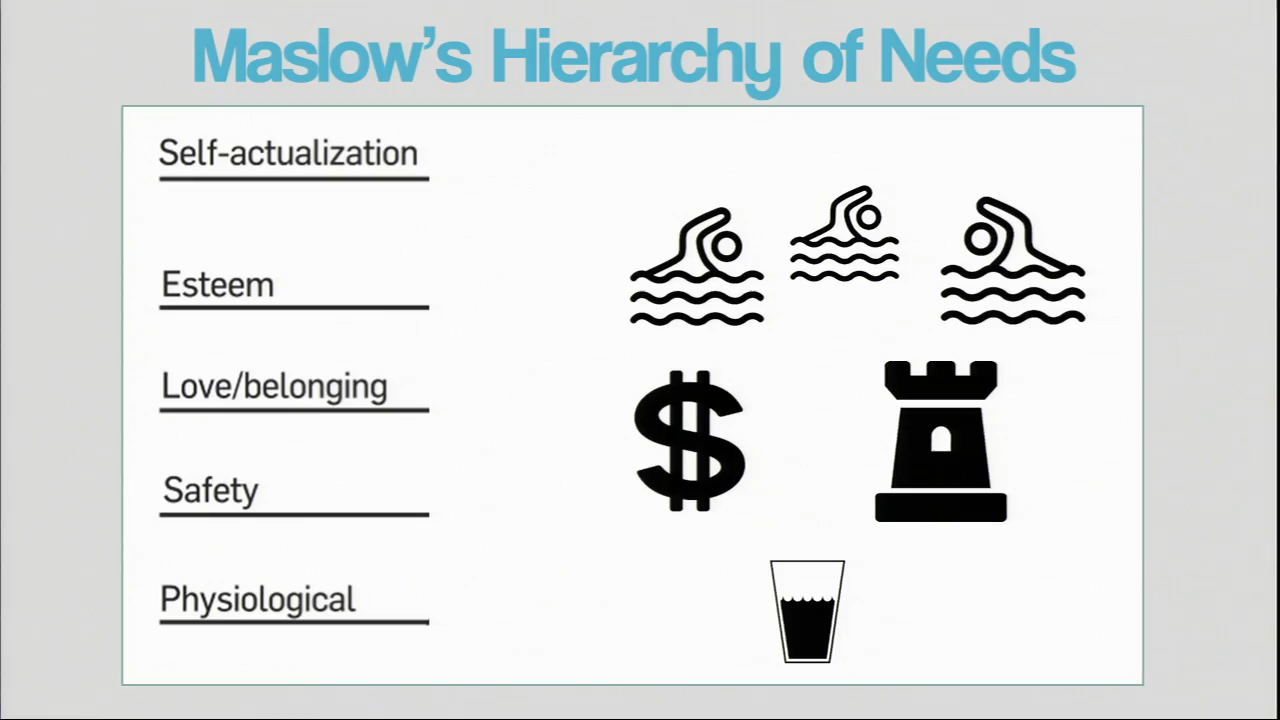 Maslow’s Hierarchy of Needs
Self-actualization
Esteem
Love/belonging
Safety
Physiological
$